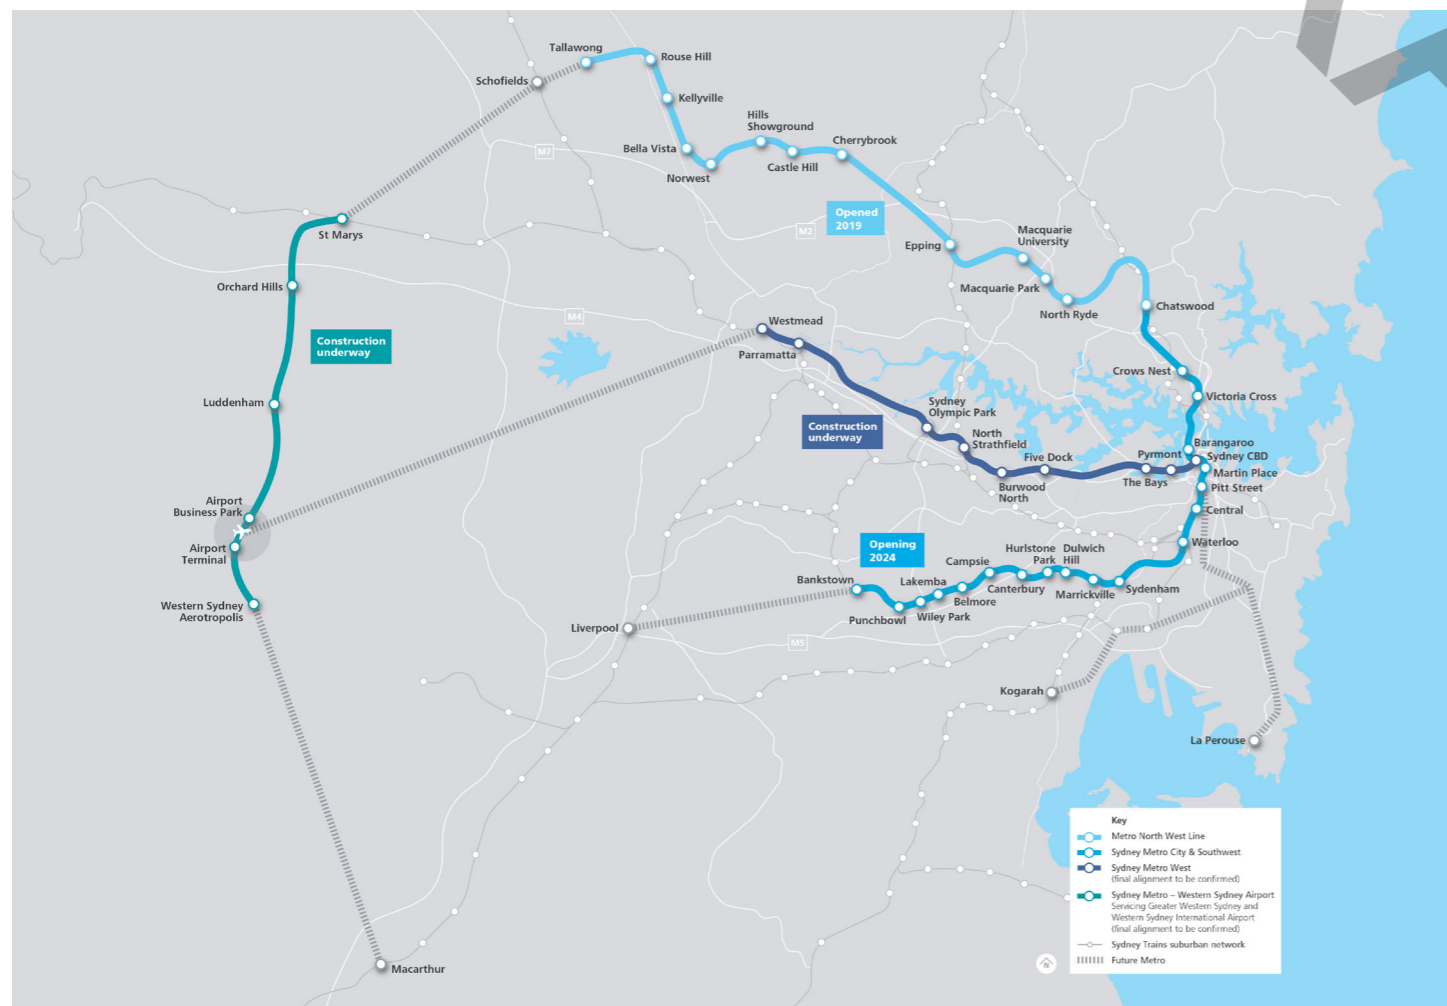 Tallawong
Rouse Hill
Schofields
Kellyville
Hills
Showground
Bella Vista
Cherrybrook
M7
Castle Hill
Norwest
Opened
2019
M2
St Marys
Epping
Macquarie
University
Orchard Hills
Macquarie Park
North Ryde
Chatswood
M4
Westmead
Construction
underway
Parramatta
Crows Nest
Luddenham
Victoria Cross
Sydney
Olympic Park
Construction
underway
North
Strathfield
Barangaroo
Pyrmont
Sydney CBD
Five Dock
Martin Place
The Bays
Burwood
North
Pitt Street
Airport
Business Park
Central
Airport
Terminal
Opening
2024
Waterloo
Hurlstone
Park
Dulwich
Hill
Campsie
Bankstown
Lakemba
Canterbury
Marrickville
Sydenham
Belmore
Western Sydney
Aerotropolis
Punchbowl
Wiley Park
Liverpool
M5
Kogarah
La Perouse
Key
Metro North West Line
Sydney Metro City & Southwest
Sydney Metro West
(final alignment to be confirmed)
Sydney Metro – Western Sydney Airport
Servicing Greater Western Sydney and
Western Sydney International Airport
(final alignment to be confirmed)
Sydney Trains suburban network
Future Metro
N
Macarthur